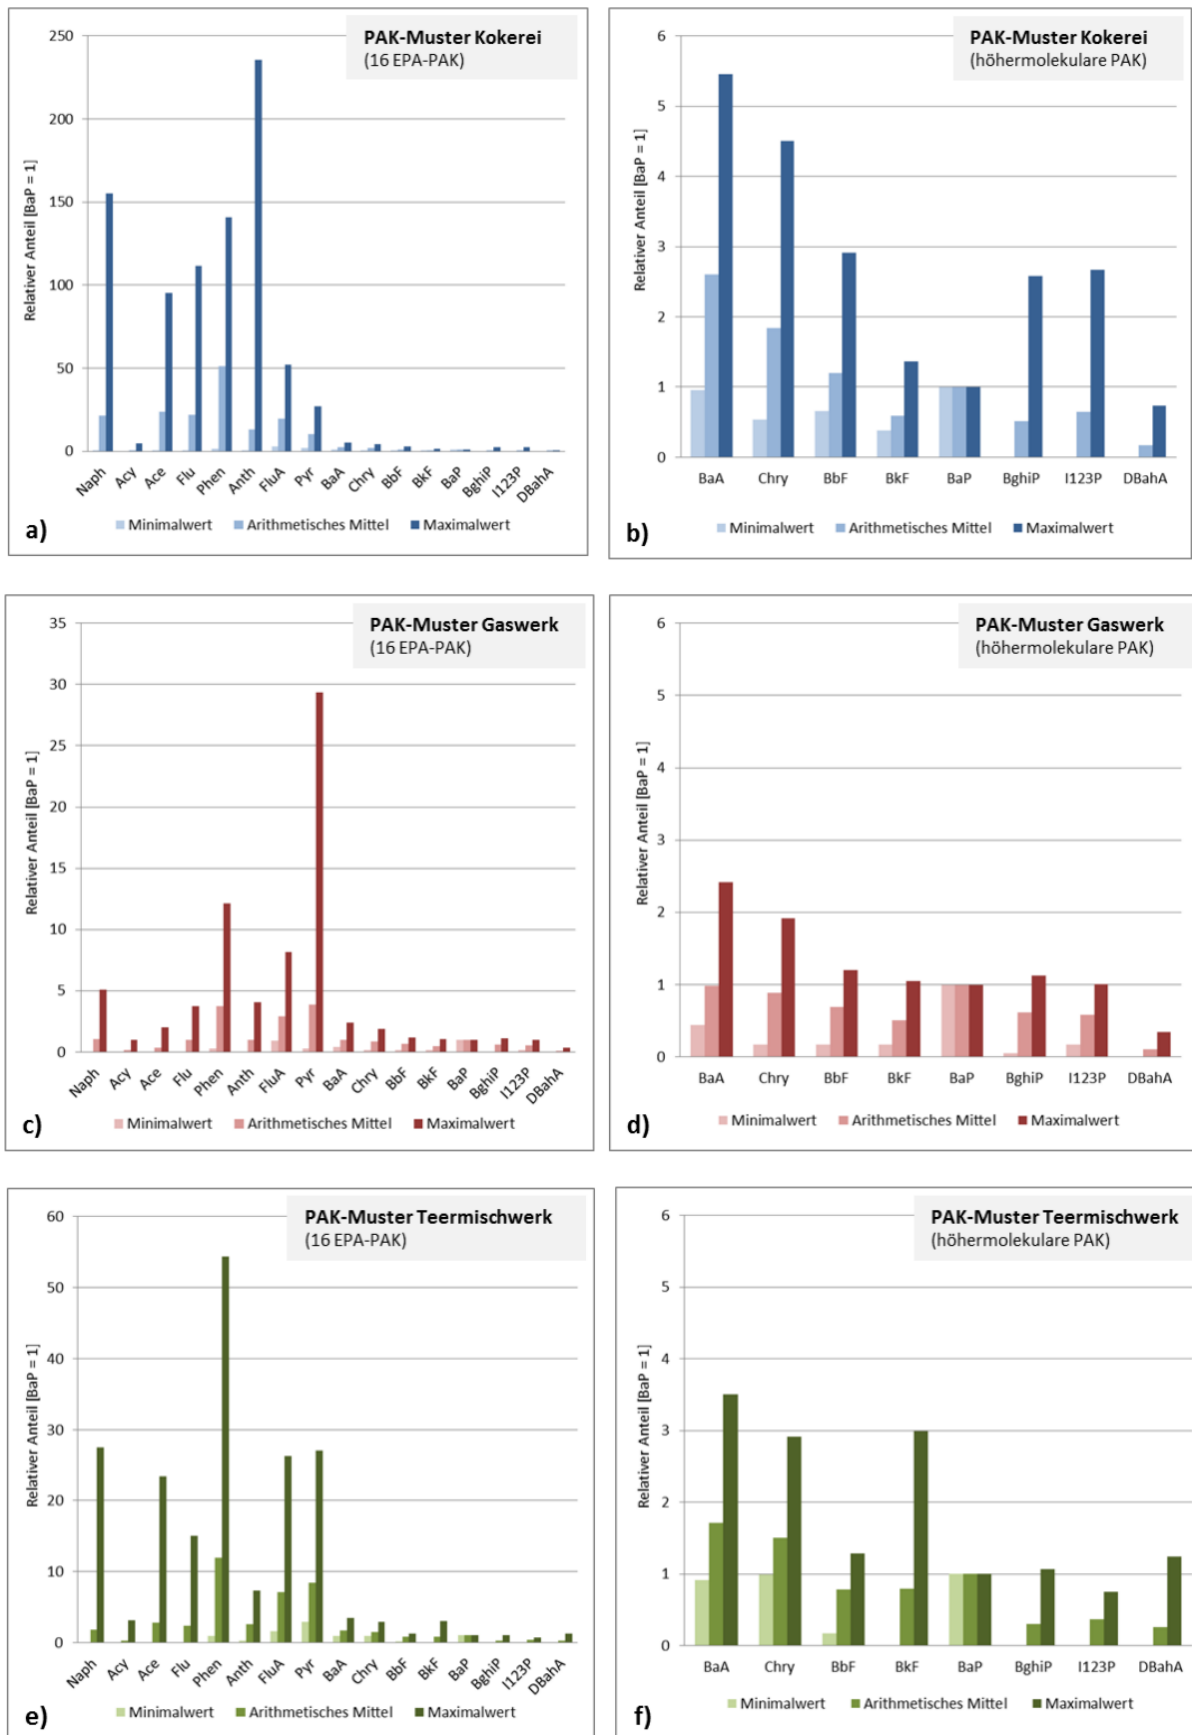 PAK-Muster Kokerei
(16 EPA-PAK)
Relativer Anteil [BaP = 1]
250
200
150
100
50
0
Naph Acy Ace Flu Phen Anth FluA Pyr BaA Chry BbF BkF BaP BghiP I123P DBahA
Minimalwert Arithmetisches Mittel Maximalwert
a)
PAK-Muster Kokerei
(höhermolekulare PAK)
Relativer Anteil [BaP = 1]
6
5
4
3
2
1
0
BaA Chry BbF BkF BaP BghiP I123P DBahA
Minimalwert Arithmetisches Mittel Maximalwert
b)
PAK-Muster Gaswerk
(16 EPA-PAK)
Relativer Anteil [BaP = 1]
35
30
25
20
15
10
5
0
Naph Acy Ace Flu Phen Anth FluA Pyr BaA Chry BbF BkF BaP BghiP I123P DBahA
Minimalwert Arithmetisches Mittel Maximalwert
c)
PAK-Muster Gaswerk
(höhermolekulare PAK)
Relativer Anteil [BaP = 1]
6
5
4
3
2
1
0
BaA Chry BbF BkF BaP BghiP I123P DBahA
Minimalwert Arithmetisches Mittel Maximalwert
d)
PAK-Muster Teermischwerk
(16 EPA-PAK)
Relativer Anteil [BaP = 1]
60
50
40
30
20
10
0
Naph Acy Ace Flu Phen Anth FluA Pyr BaA Chry BbF BkF BaP BghiP I123P DBahA
Minimalwert Arithmetisches Mittel Maximalwert
e)
PAK-Muster Teermischwerk
(höhermolekulare PAK)
Relativer Anteil [BaP = 1]
6
5
4
3
2
1
0
BaA Chry BbF BkF BaP BghiP I123P DBahA
Minimalwert Arithmetisches Mittel Maximalwert
f)